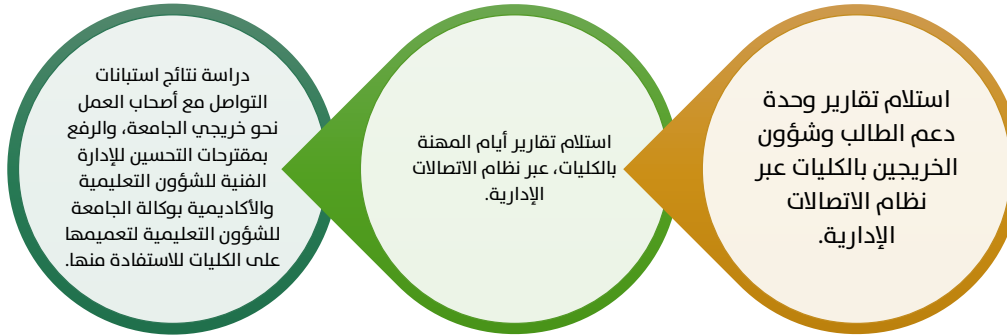 استلام تقارير وحدة
دعم الطالب وشؤون
الخريجين بالكليات عبر
نظام الاتصالات
الإدارية.
استلام تقارير أيام المهنة
بالكليات، عبر نظام الاتصالات
الإدارية.
دراسة نتائج استبانات
التواصل مع أصحاب العمل
نحو خريجي الجامعة، والرفع
بمقترحات التحسين للإدارة
الفنية للشؤون التعليمية
والأكاديمية بوكالة الجامعة
للشؤون التعليمية لتعميمها
على الكليات للاستفادة منها.